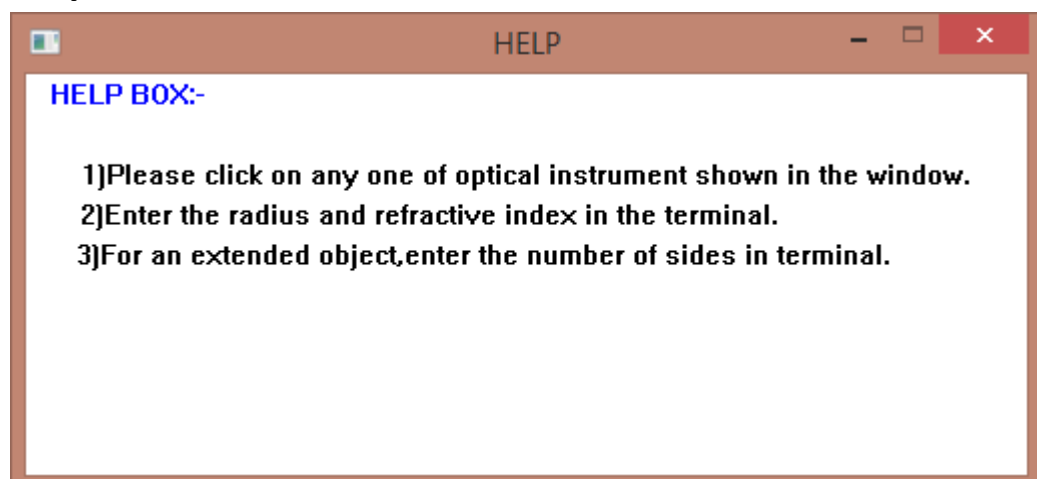 HELP
HELP BOX:-
1)Please click on any one of optical instrument shown in the window.
2)Enter the radius and refractive index in the terminal.
3)For an extended object,enter the number of sides in terminal.